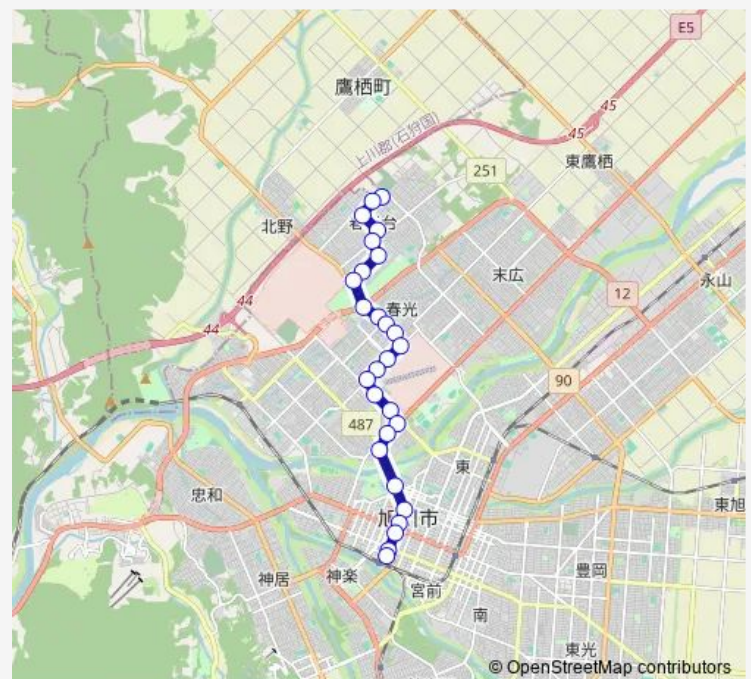 E5
鷹栖町
45
上川郡(石狩国)
45
東鷹栖
251
北野
末広
永山
12
44
春光
44
90
487
東
忠和
旭川市
東旭
豊岡
神居
神楽
宮前
南
東光
© OpenStreetMap contributors